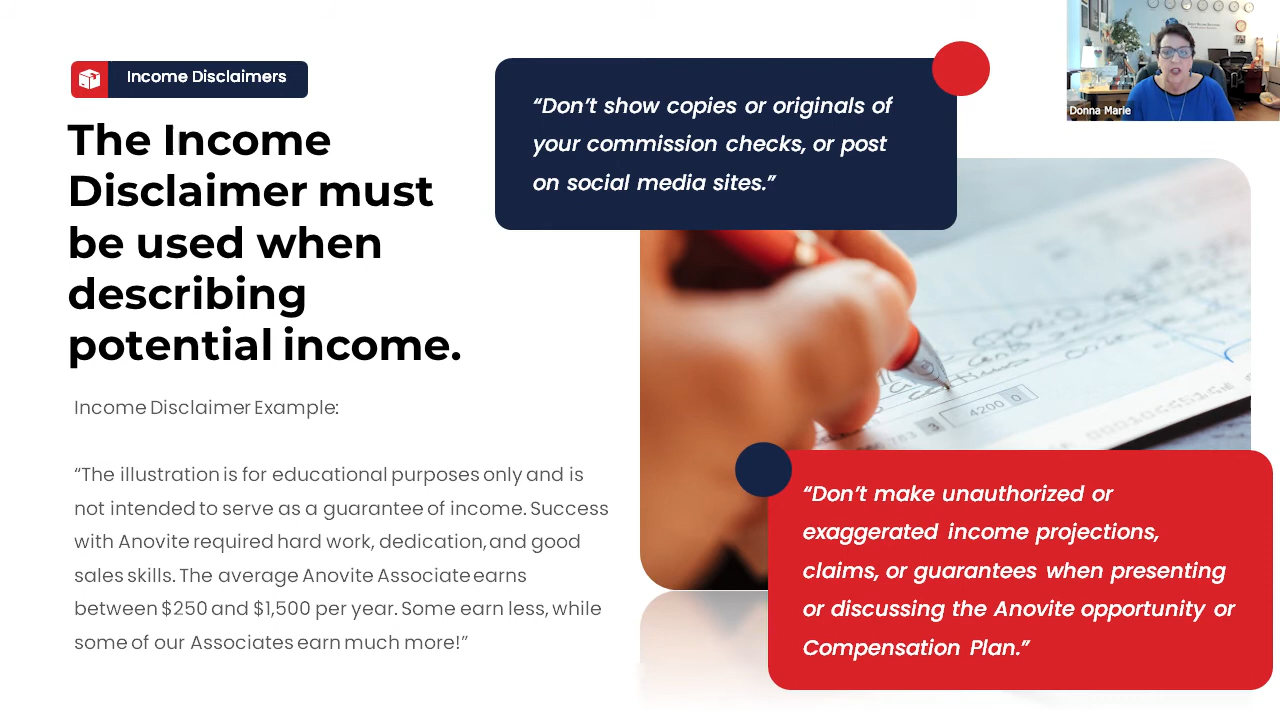 Income Disclaimers
The Income
Disclaimer must
be used when
describing
potential income.
Income Disclaimer Example:
“The illustration is for educational purposes only and is
not intended to serve as a guarantee of income. Success
with Anovite required hard work, dedication, and good
sales skills. The average Anovite Associate earns
between $250 and $1,500 per year. Some earn less, while
some of our Associates earn much more!”
“Don’t show copies or originals of
your commission checks, or post
on social media sites.”
Donna Marie
4200 0
“Don’t make unauthorized or
exaggerated income projections,
claims, or guarantees when presenting
or discussing the Anovite opportunity or
Compensation Plan.”